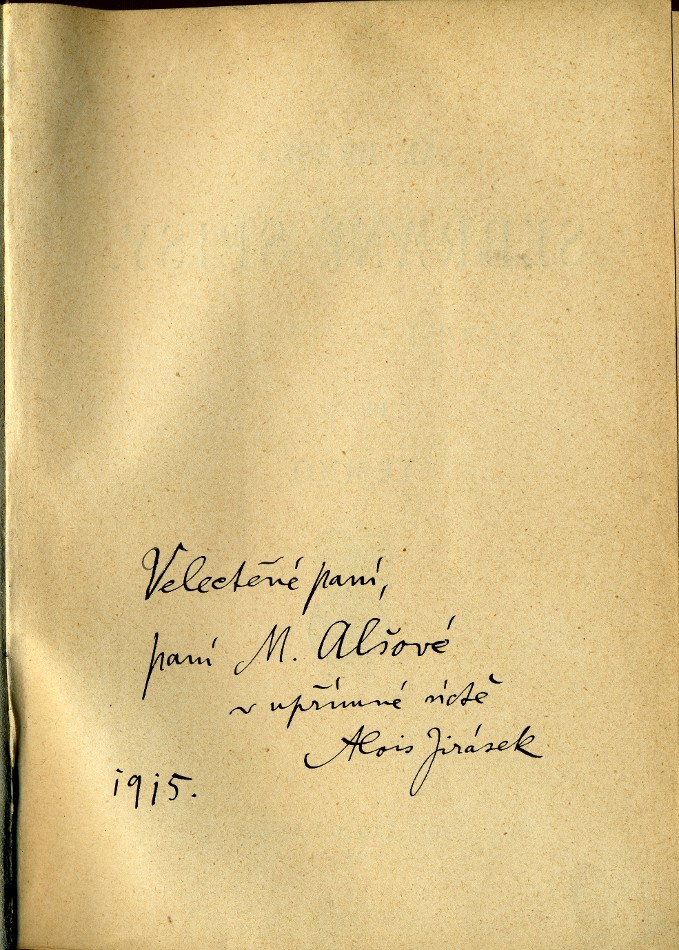 Velectěné paní,
paní M. Alšové
v upřímné úctě
Alois Jirásek
1915.